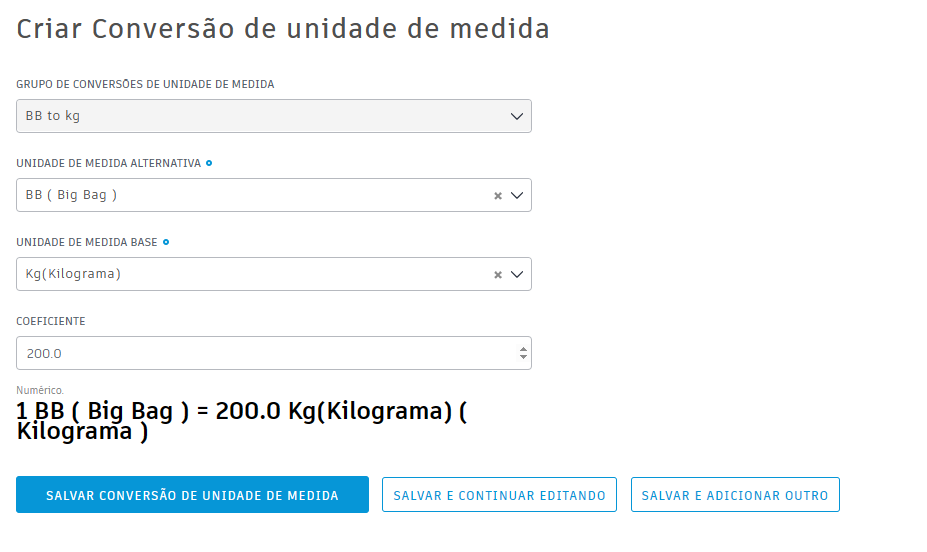 Criar Conversão de unidade de medida
GRUPO DE CONVERSÕES DE UNIDADE DE MEDIDA
BB to kg
UNIDADE DE MEDIDA ALTERNATIVA
BB ( Big Bag )
UNIDADE DE MEDIDA BASE
Kg(Kilograma)
COEFICIENTE
200.0
Numérico.
1 BB ( Big Bag ) = 200.0 Kg(Kilograma) (
Kilograma )
SALVAR CONVERSÃO DE UNIDADE DE MEDIDA
SALVAR E CONTINUAR EDITANDO
SALVAR E ADICIONAR OUTRO